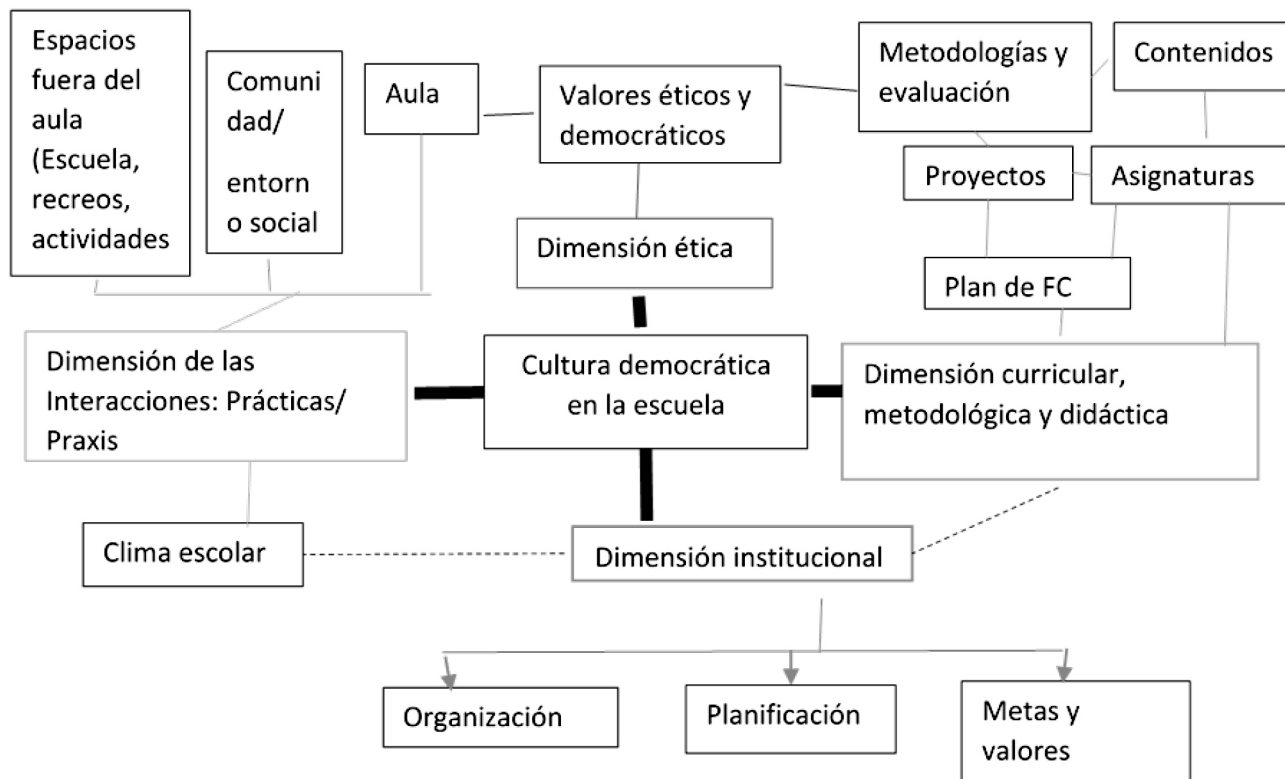 Espacios
fuera del
aula
(Escuela,
recreos,
actividades
Comuni
dad/
entorn
o social
Aula
Valores éticos y
democráticos
Metodologías y
evaluación
Contenidos
Proyectos
Asignaturas
Dimensión ética
Plan de FC
Dimensión de las
Interacciones: Prácticas/
Praxis
Cultura democrática
en la escuela
Dimensión curricular,
metodológica y didáctica
Clima escolar
Dimensión institucional
Organización
Planificación
Metas y
valores